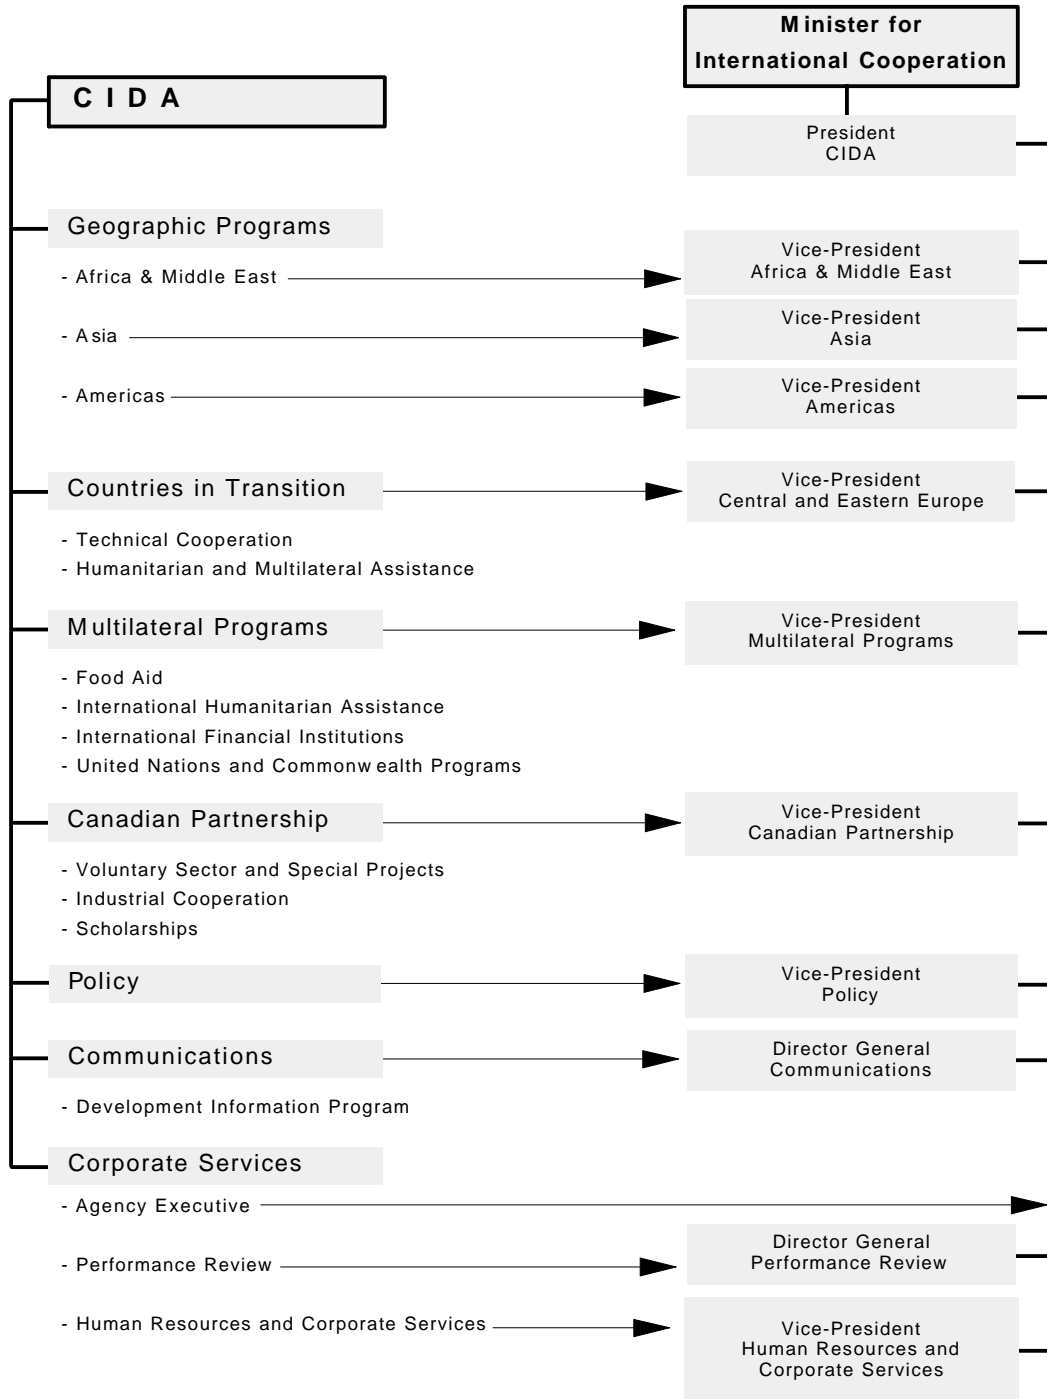 Minister for
International Cooperation
CIDA
President
CIDA
Geographic Programs
Vice-President
Africa & Middle East
- Africa & Middle East
Vice-President
Asia
- Asia
Vice-President
Americas
- Americas
Countries in Transition
Vice-President
Central and Eastern Europe
- Technical Cooperation
- Humanitarian and Multilateral Assistance
Multilateral Programs
Vice-President
Multilateral Programs
- Food Aid
- International Humanitarian Assistance
- International Financial Institutions
- United Nations and Commonwealth Programs
Canadian Partnership
Vice-President
Canadian Partnership
- Voluntary Sector and Special Projects
- Industrial Cooperation
- Scholarships
Policy
Vice-President
Policy
Communications
Director General
Communications
- Development Information Program
Corporate Services
- Agency Executive
Director General
Performance Review
- Performance Review
- Human Resources and Corporate Services
Vice-President
Human Resources and
Corporate Services